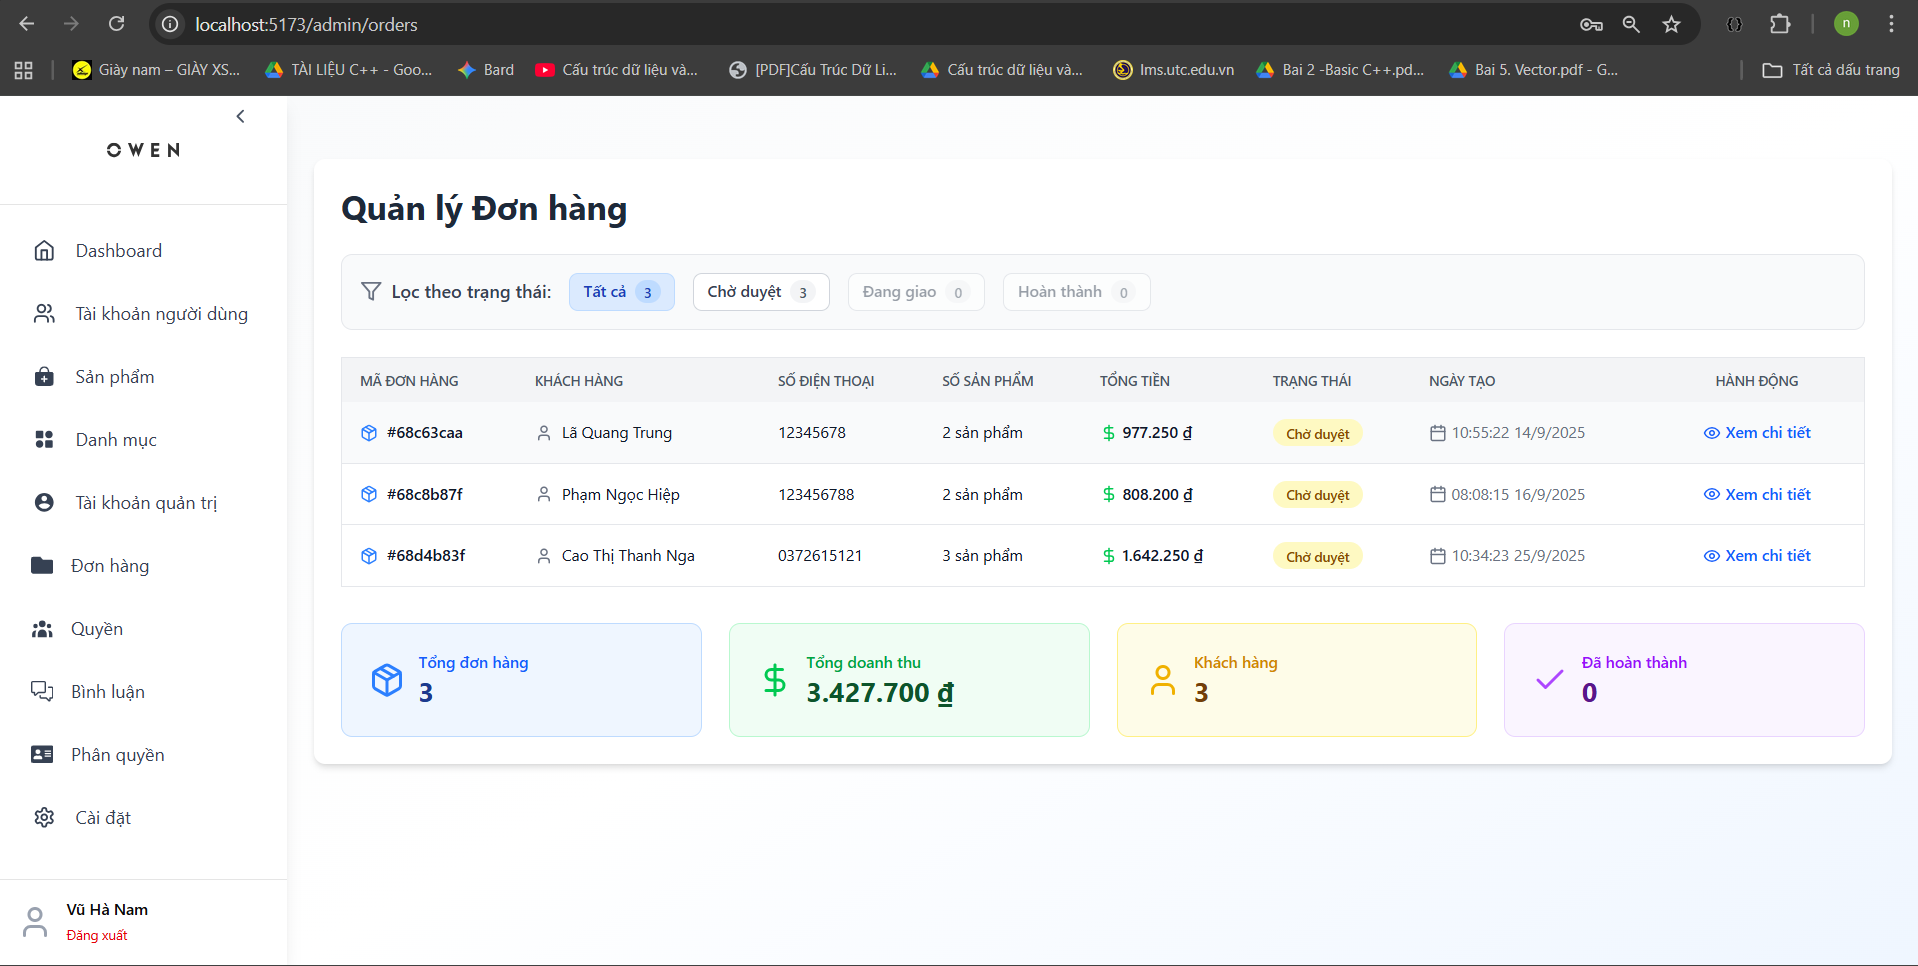 localhost:5173/admin/orders
n
Giày nam – GIÀY XS...
TÀI LIỆU C++ - Goo...
Bard
Cấu trúc dữ liệu và...
[PDF]Cấu Trúc Dữ Li...
Cấu trúc dữ liệu và...
lms.utc.edu.vn
Bai 2 -Basic C++.pd...
Bai 5. Vector.pdf - G...
Tất cả dấu trang
OWEN
Dashboard
Tài khoản người dùng
Sản phẩm
Danh mục
Tài khoản quản trị
Đơn hàng
Quyền
Bình luận
Phân quyền
Cài đặt
Vũ Hà Nam
Đăng xuất
Quản lý Đơn hàng
Lọc theo trạng thái: Tất cả 3 Chờ duyệt 3 Đang giao 0 Hoàn thành 0
MÃ ĐƠN HÀNG KHÁCH HÀNG SỐ ĐIỆN THOẠI SỐ SẢN PHẨM TỔNG TIỀN TRẠNG THÁI NGÀY TẠO HÀNH ĐỘNG
#68c63caa Lã Quang Trung 12345678 2 sản phẩm $ 977.250 ₫ Chờ duyệt 10:55:22 14/9/2025 Xem chi tiết
#68c8b87f Phạm Ngọc Hiệp 123456788 2 sản phẩm $ 808.200 ₫ Chờ duyệt 08:08:15 16/9/2025 Xem chi tiết
#68d4b83f Cao Thị Thanh Nga 0372615121 3 sản phẩm $ 1.642.250 ₫ Chờ duyệt 10:34:23 25/9/2025 Xem chi tiết
Tổng đơn hàng
3
$
Tổng doanh thu
3.427.700 ₫
Khách hàng
3
Đã hoàn thành
0